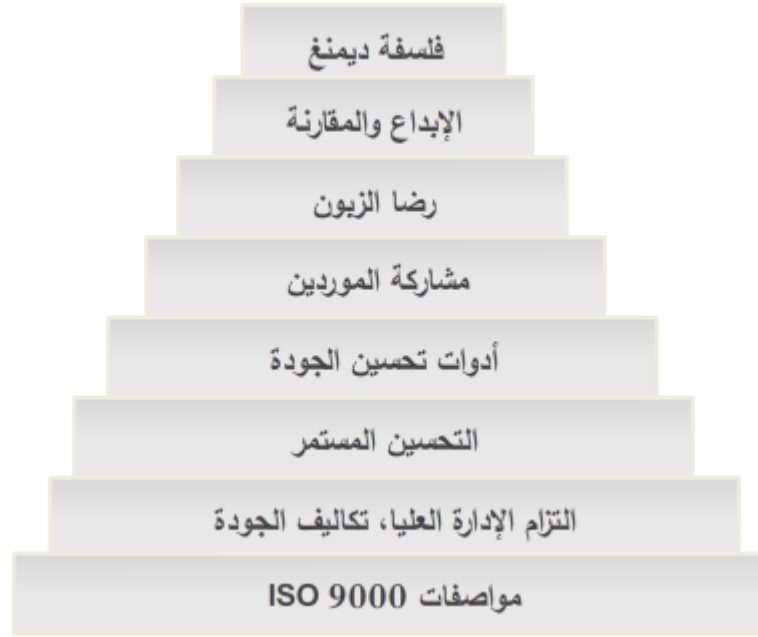 فلسفة ديمنغ
الإبداع والمقارنة
رضا الزبون
مشاركة الموردين
أدوات تحسين الجودة
التحسين المستمر
التزام الإدارة العليا، تكاليف الجودة
مواصفات ISO 9000